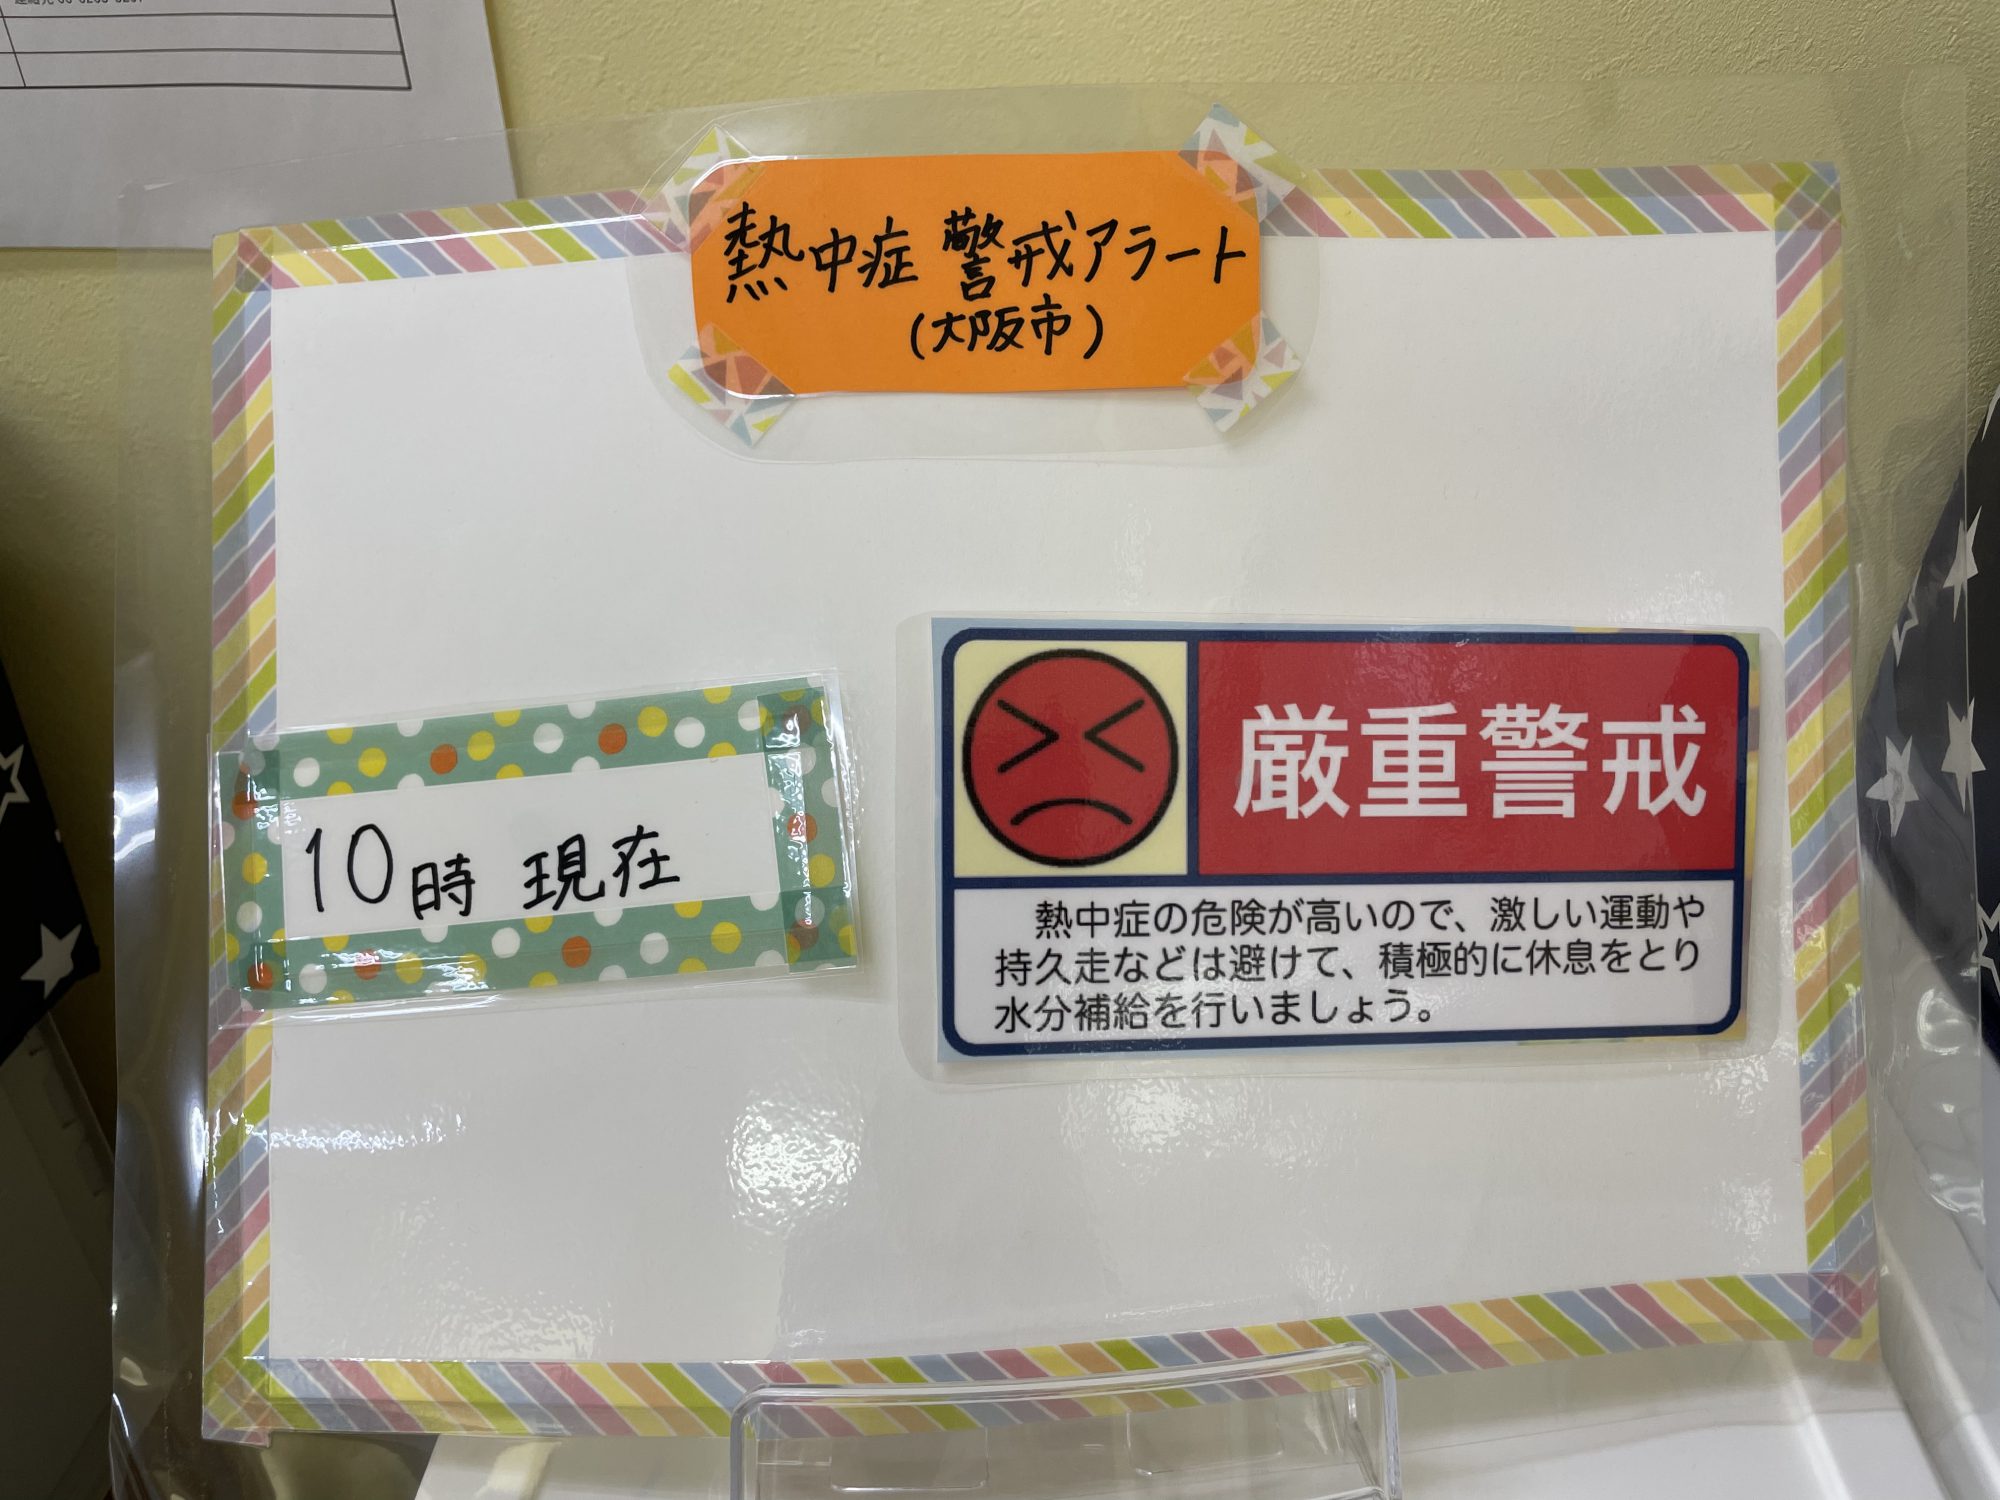 熱中症警戒アラート
(大阪市)
10時 現在
厳重警戒
熱中症の危険が高いので、激しい運動や
持久走などは避けて、積極的に休息をとり
水分補給を行いましょう。